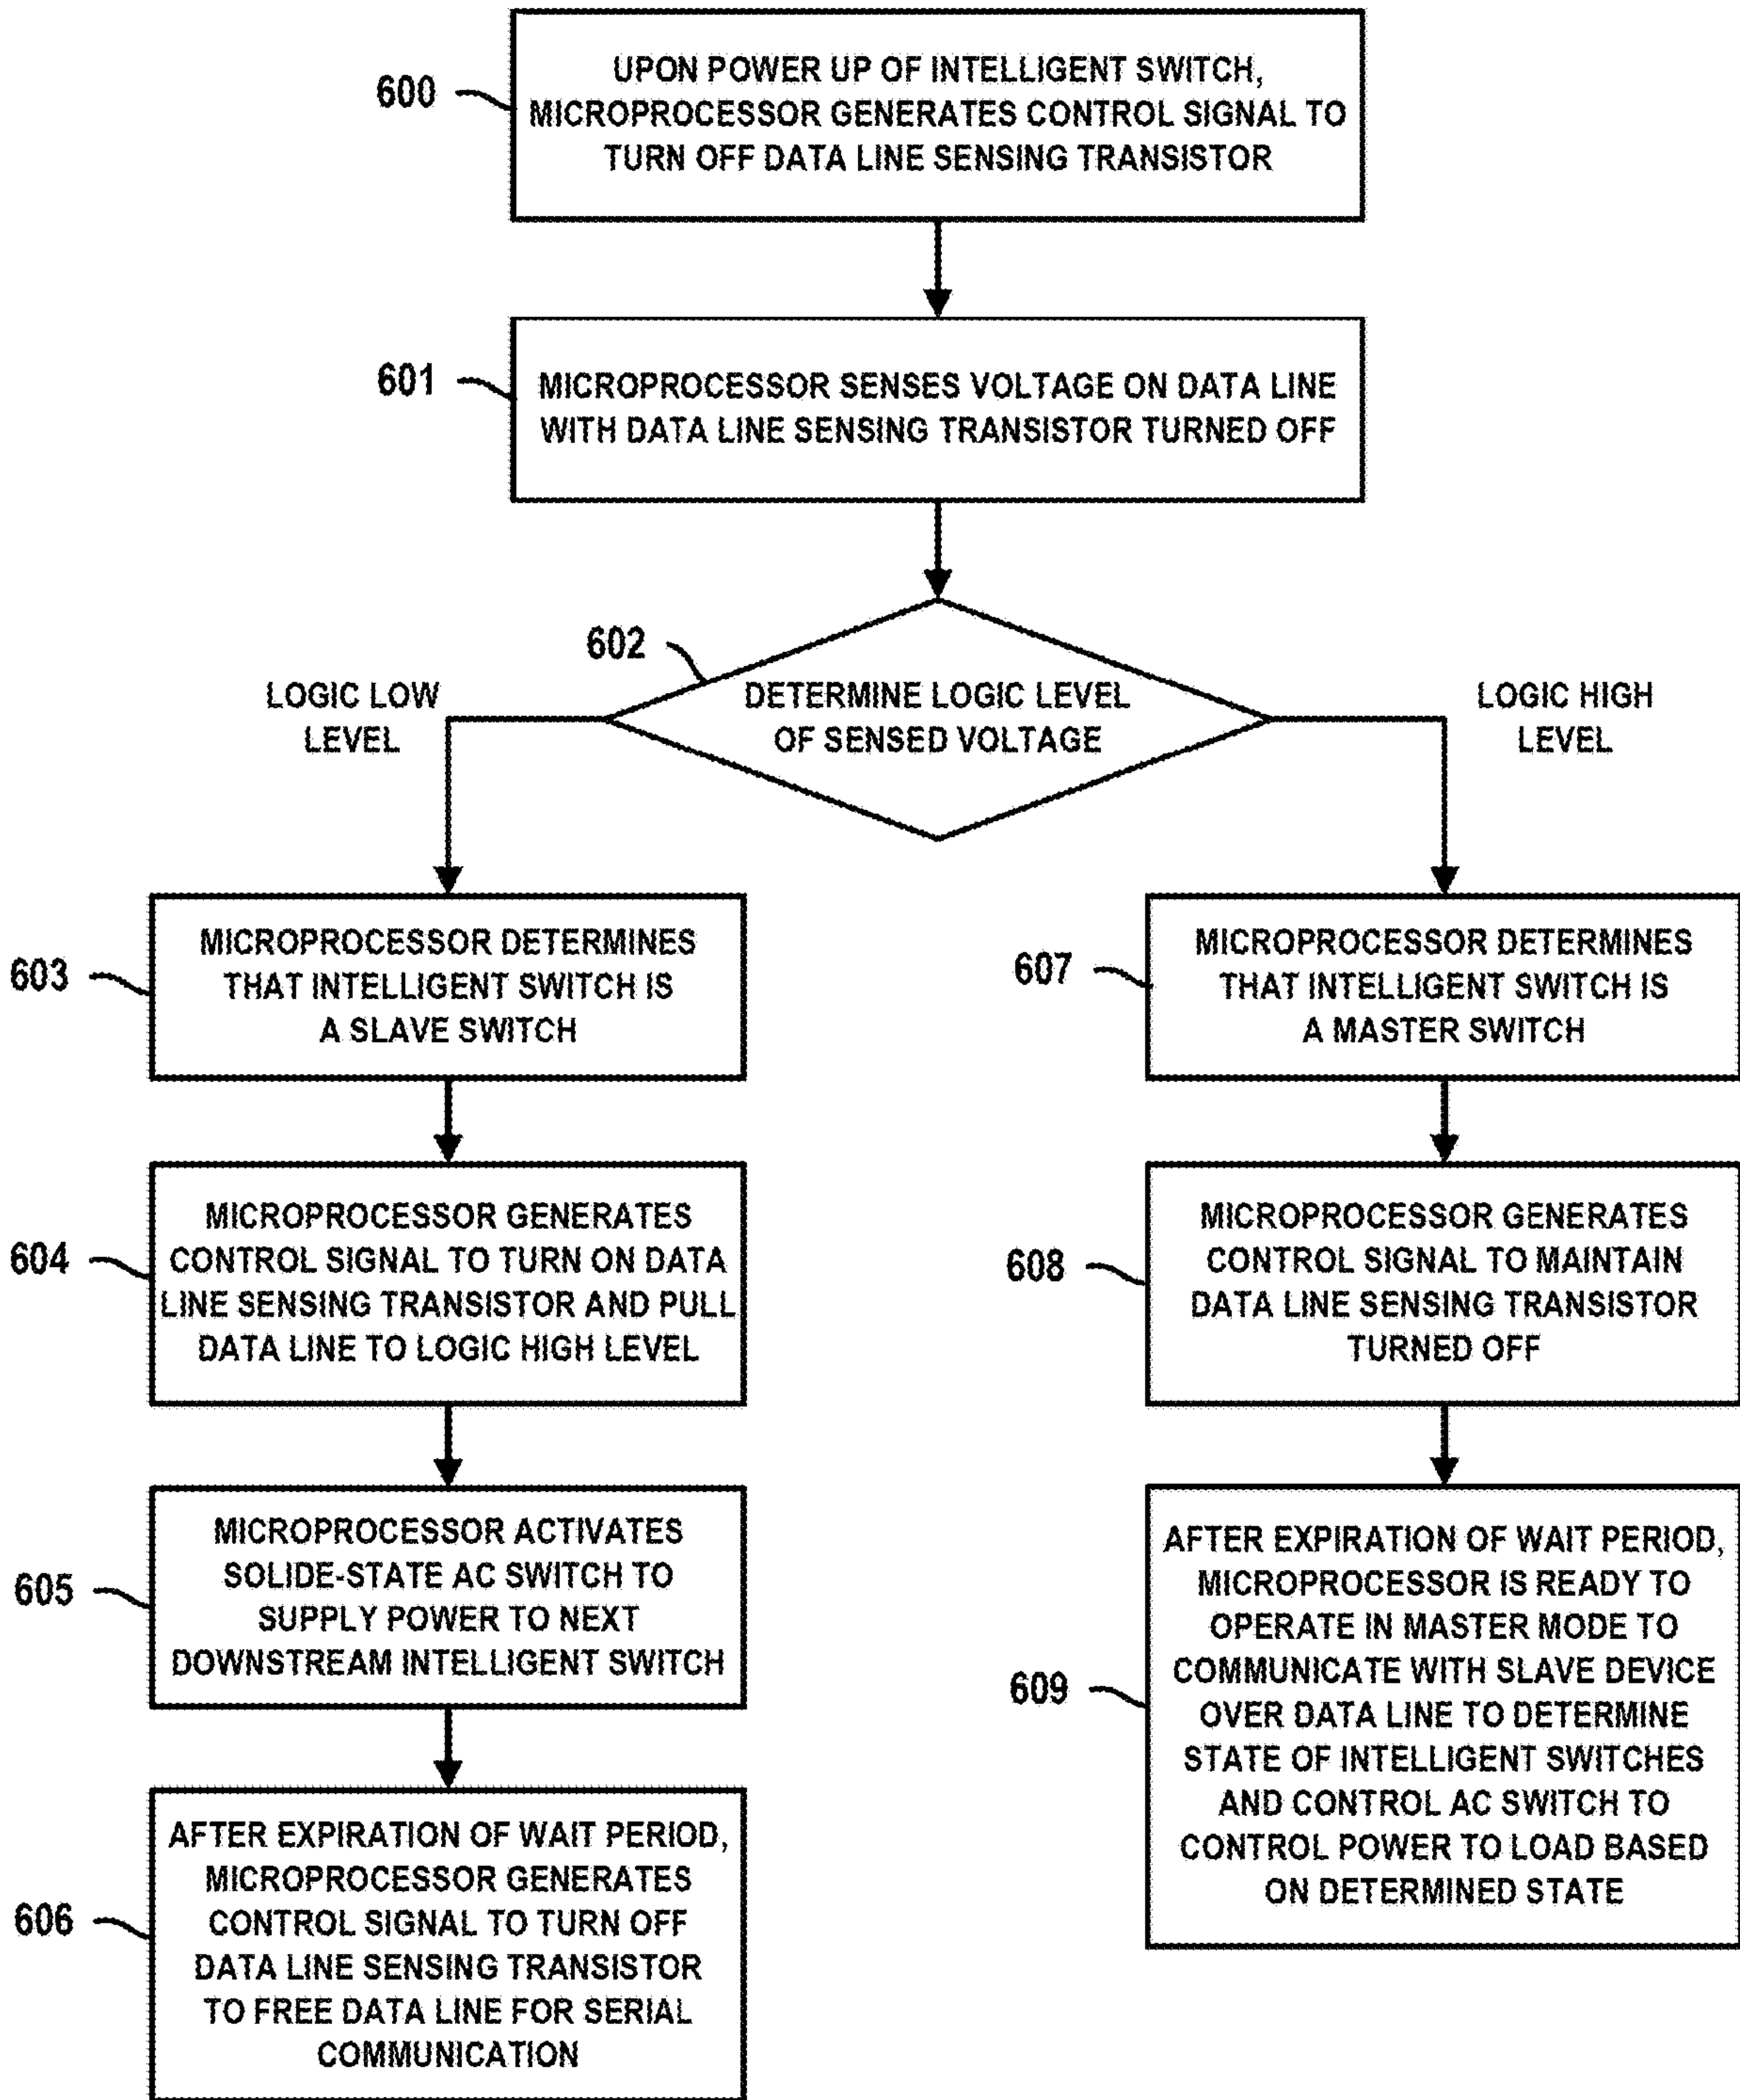 600
UPON POWER UP OF INTELLIGENT SWITCH,
MICROPROCESSOR GENERATES CONTROL SIGNAL TO
TURN OFF DATA LINE SENSING TRANSISTOR
601
MICROPROCESSOR SENSES VOLTAGE ON DATA LINE
WITH DATA LINE SENSING TRANSISTOR TURNED OFF
602
DETERMINE LOGIC LEVEL
OF SENSED VOLTAGE
LOGIC LOW
LEVEL
LOGIC HIGH
LEVEL
603
MICROPROCESSOR DETERMINES
THAT INTELLIGENT SWITCH IS
A SLAVE SWITCH
604
MICROPROCESSOR GENERATES
CONTROL SIGNAL TO TURN ON DATA
LINE SENSING TRANSISTOR AND PULL
DATA LINE TO LOGIC HIGH LEVEL
605
MICROPROCESSOR ACTIVATES
SOLIDE-STATE AC SWITCH TO
SUPPLY POWER TO NEXT
DOWNSTREAM INTELLIGENT SWITCH
606
AFTER EXPIRATION OF WAIT PERIOD,
MICROPROCESSOR GENERATES
CONTROL SIGNAL TO TURN OFF
DATA LINE SENSING TRANSISTOR
TO FREE DATA LINE FOR SERIAL
COMMUNICATION
607
MICROPROCESSOR DETERMINES
THAT INTELLIGENT SWITCH IS
A MASTER SWITCH
608
MICROPROCESSOR GENERATES
CONTROL SIGNAL TO MAINTAIN
DATA LINE SENSING TRANSISTOR
TURNED OFF
609
AFTER EXPIRATION OF WAIT PERIOD,
MICROPROCESSOR IS READY TO
OPERATE IN MASTER MODE TO
COMMUNICATE WITH SLAVE DEVICE
OVER DATA LINE TO DETERMINE
STATE OF INTELLIGENT SWITCHES
AND CONTROL AC SWITCH TO
CONTROL POWER TO LOAD BASED
ON DETERMINED STATE